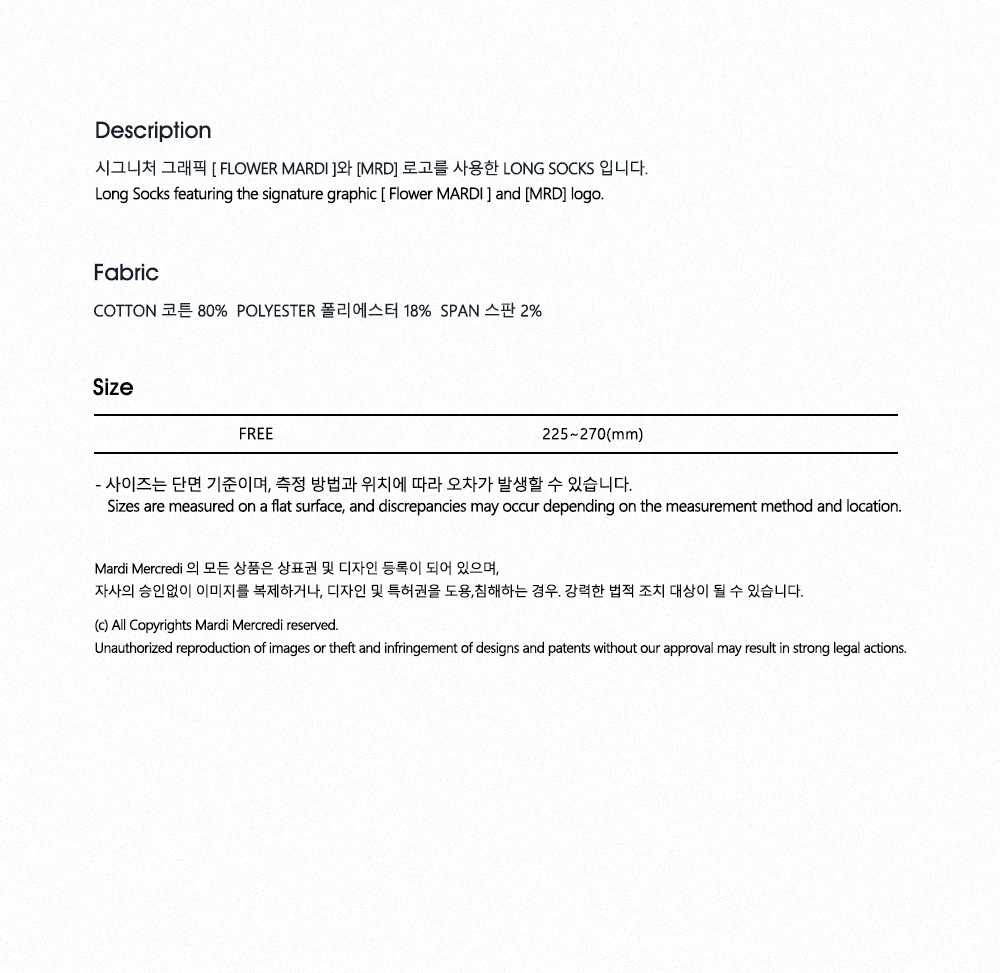 Description
시그니처 그래픽 [ FLOWER MARDI ]와 [MRD] 로고를 사용한 LONG SOCKS 입니다.
Long Socks featuring the signature graphic [ Flower MARDI ] and [MRD] logo.
Fabric
COTTON 코튼 80%  POLYESTER 폴리에스터 18%  SPAN 스판 2%
Size
FREE 225~270(mm)
- 사이즈는 단면 기준이며, 측정 방법과 위치에 따라 오차가 발생할 수 있습니다.
Sizes are measured on a flat surface, and discrepancies may occur depending on the measurement method and location.
Mardi Mercredi 의 모든 상품은 상표권 및 디자인 등록이 되어 있으며,
자사의 승인없이 이미지를 복제하거나, 디자인 및 특허권을 도용,침해하는 경우. 강력한 법적 조치 대상이 될 수 있습니다.
(c) All Copyrights Mardi Mercredi reserved.
Unauthorized reproduction of images or theft and infringement of designs and patents without our approval may result in strong legal actions.